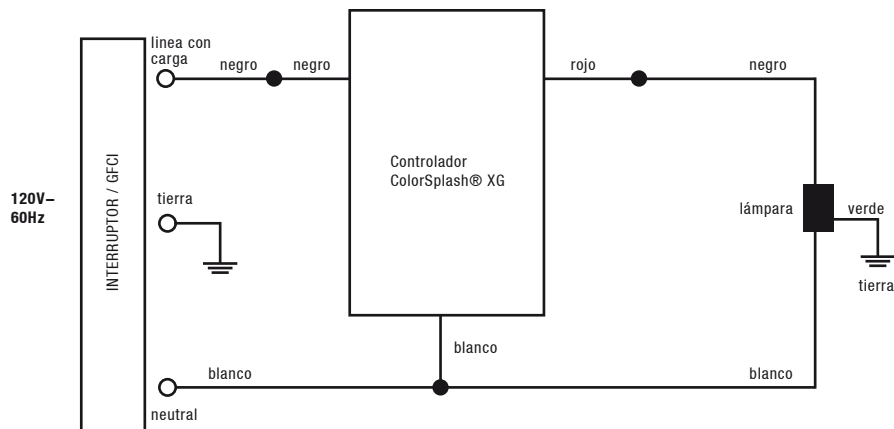 linea con
carga
negro
negro
rojo
negro
Controlador
ColorSplash® XG
120V~
60Hz
INTERRUPTOR / GFCI
tierra
lámpara
verde
tierra
blanco
blanco
blanco
neutral